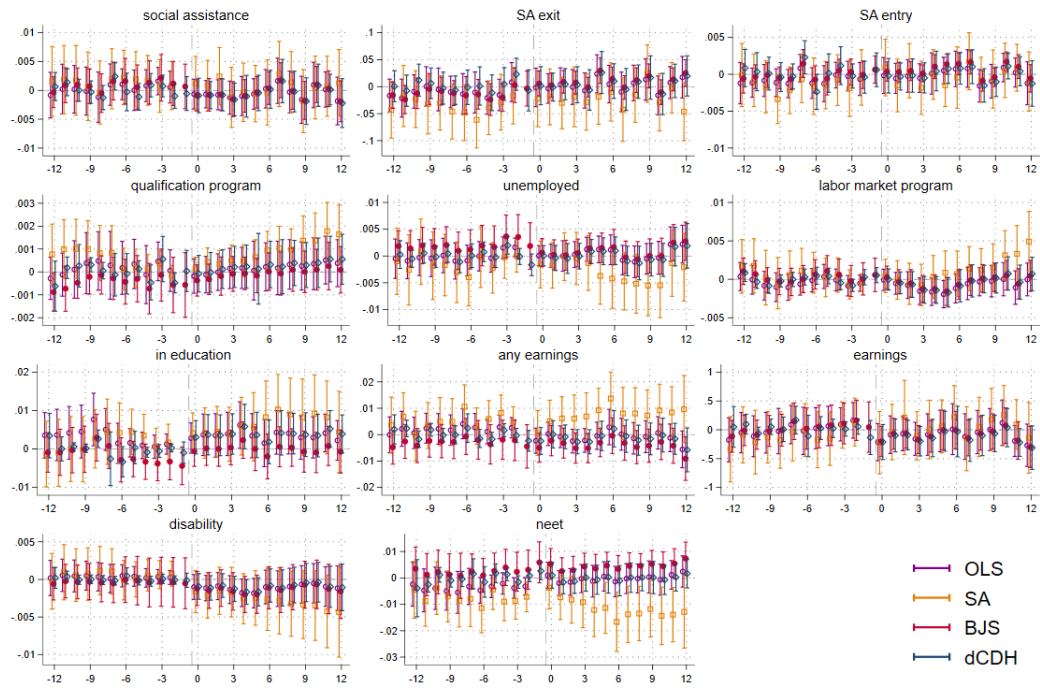 social assistance
.01
.005
0
-.005
-.01
-12 -9 -6 -3 0 3 6 9 12
SA exit
.1
.05
0
-.05
-.1
-12 -9 -6 -3 0 3 6 9 12
SA entry
.005
0
-.005
-.01
-12 -9 -6 -3 0 3 6 9 12
qualification program
.003
.002
.001
0
-.001
-.002
-12 -9 -6 -3 0 3 6 9 12
unemployed
.01
.005
0
-.005
-.01
-12 -9 -6 -3 0 3 6 9 12
labor market program
.01
.005
0
-.005
-12 -9 -6 -3 0 3 6 9 12
in education
.02
.01
0
-.01
-12 -9 -6 -3 0 3 6 9 12
any earnings
.02
.01
0
-.01
-.02
-12 -9 -6 -3 0 3 6 9 12
earnings
1
.5
0
-.5
-1
-12 -9 -6 -3 0 3 6 9 12
disability
.005
0
-.005
-.01
-12 -9 -6 -3 0 3 6 9 12
neet
.01
0
-.01
-.02
-.03
-12 -9 -6 -3 0 3 6 9 12
OLS
SA
BJS
dCDH